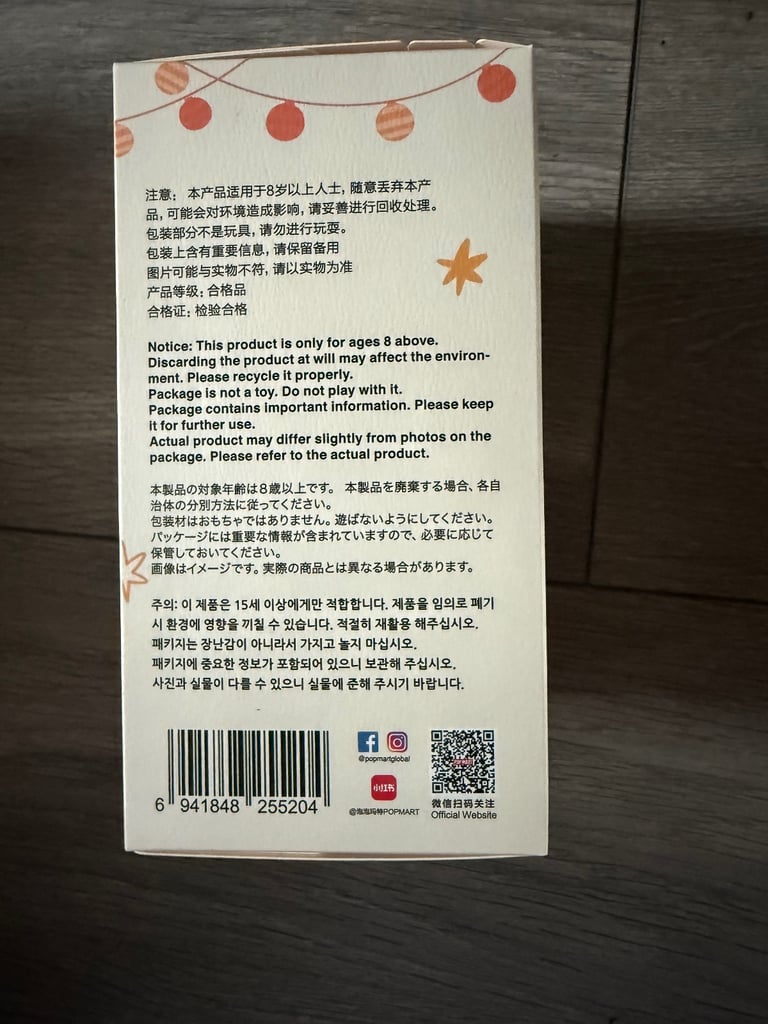 注意： 本产品适用于8岁以上人士, 随意丢弃本产
品, 可能会对环境造成影响, 请妥善进行回收处理。
包装部分不是玩具, 请勿进行玩耍。
包装上含有重要信息, 请保留备用
图片可能与实物不符, 请以实物为准
产品等级: 合格品
合格证: 检验合格
Notice: This product is only for ages 8 above.
Discarding the product at will may affect the environ-
ment. Please recycle it properly.
Package is not a toy. Do not play with it.
Package contains important information. Please keep
it for further use.
Actual product may differ slightly from photos on the
package. Please refer to the actual product.
本製品の対象年齢は8歳以上です。 本製品を廃棄する場合、各自
治体の分別方法に従ってください。
包装材はおもちゃではありません。遊ばないようにしてください。
パッケージには重要な情報が含まれていますので、必要に応じて
保管しておいてください。
画像はイメージです。実際の商品とは異なる場合があります。
주의: 이 제품은 15세 이상에게만 적합합니다. 제품을 임의로 폐기
시 환경에 영향을 끼칠 수 있습니다. 적절히 재활용 해주십시오.
패키지는 장난감이 아니라서 가지고 놀지 마십시오.
패키지에 중요한 정보가 포함되어 있으니 보관해 주십시오.
사진과 실물이 다를 수 있으니 실물에 준해 주시기 바랍니다.
6 941848 255204
@popmartglobal
小红书
@泡泡玛特POPMART
微信扫码关注
Official Website